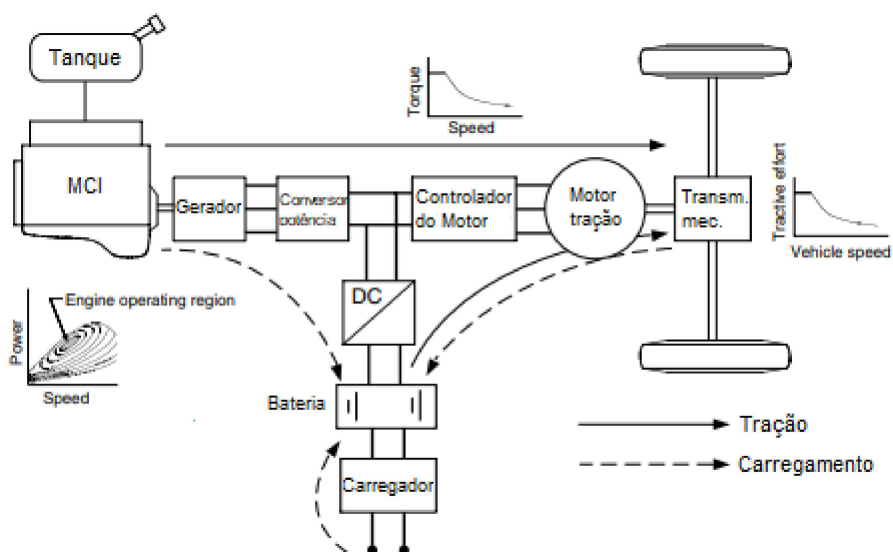 Tanque
MCI
Gerador
Conversor
potência
Controlador
do Motor
Motor
tração
Transm.
mec.
Torque
Speed
Tractive effort
Vehicle speed
Engine operating region
Power
Speed
DC
Bateria
Carregador
Tração
Carregamento